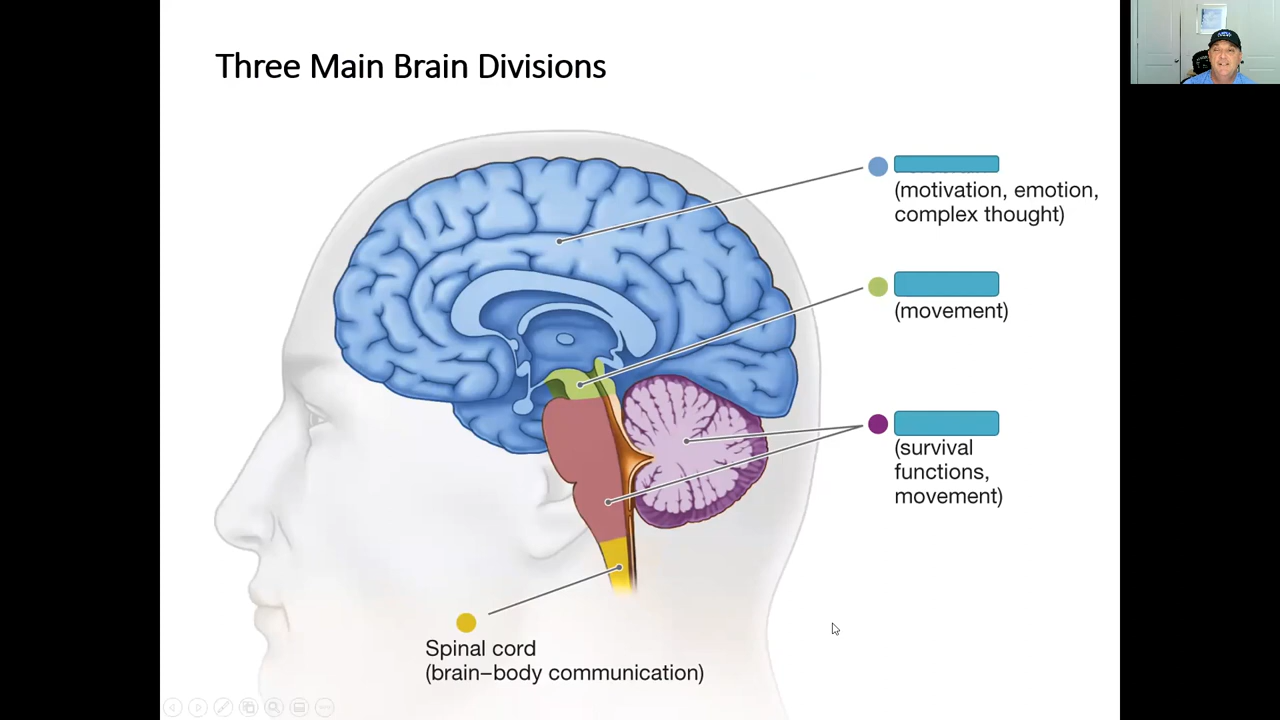 Three Main Brain Divisions
(motivation, emotion,
complex thought)
(movement)
(survival
functions,
movement)
Spinal cord
(brain–body communication)